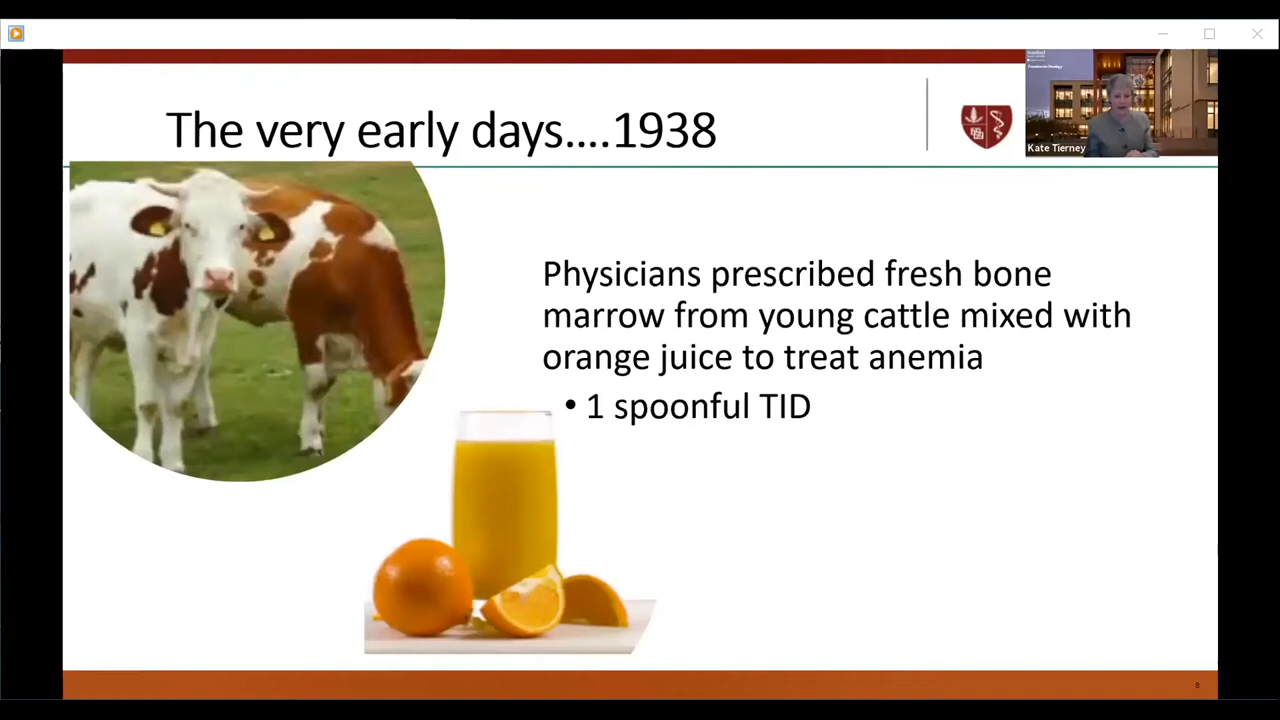 The very early days....1938
Kate Tierney
Physicians prescribed fresh bone
marrow from young cattle mixed with
orange juice to treat anemia
• 1 spoonful TID
8